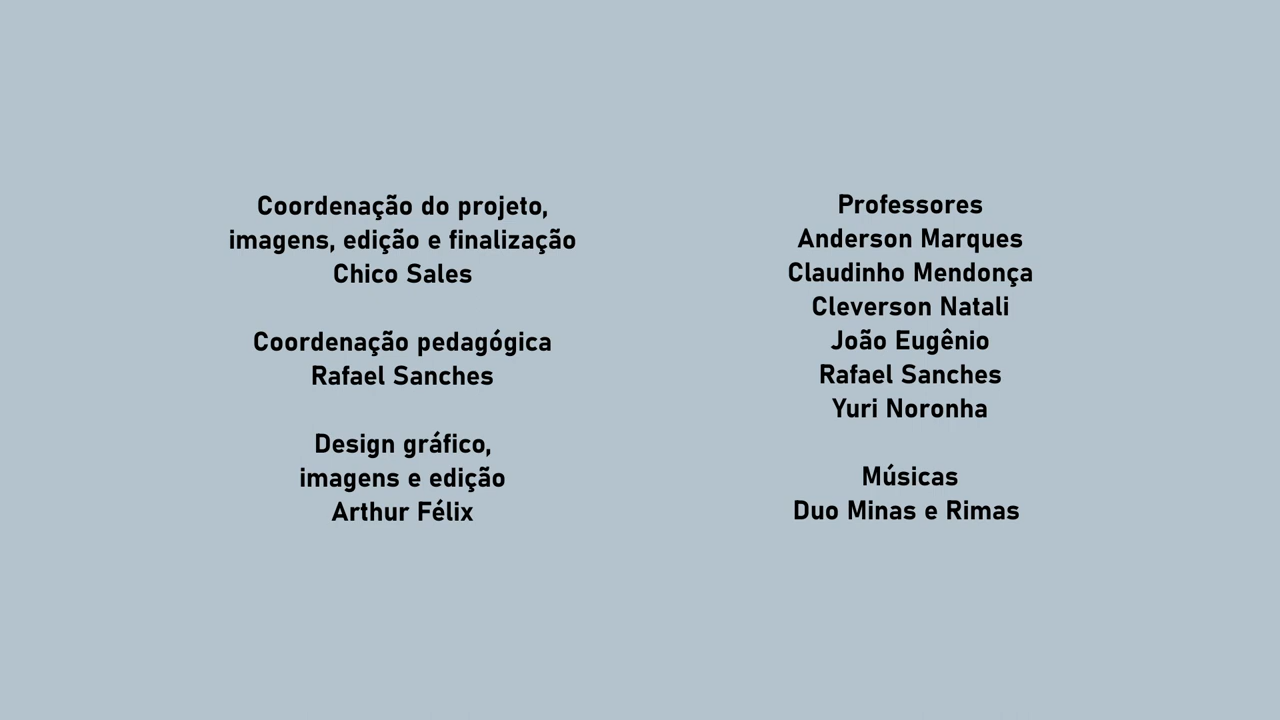 Coordenação do projeto,
imagens, edição e finalização
Chico Sales
Coordenação pedagógica
Rafael Sanches
Design gráfico,
imagens e edição
Arthur Félix
Professores
Anderson Marques
Claudinho Mendonça
Cleverson Natali
João Eugênio
Rafael Sanches
Yuri Noronha
Músicas
Duo Minas e Rimas